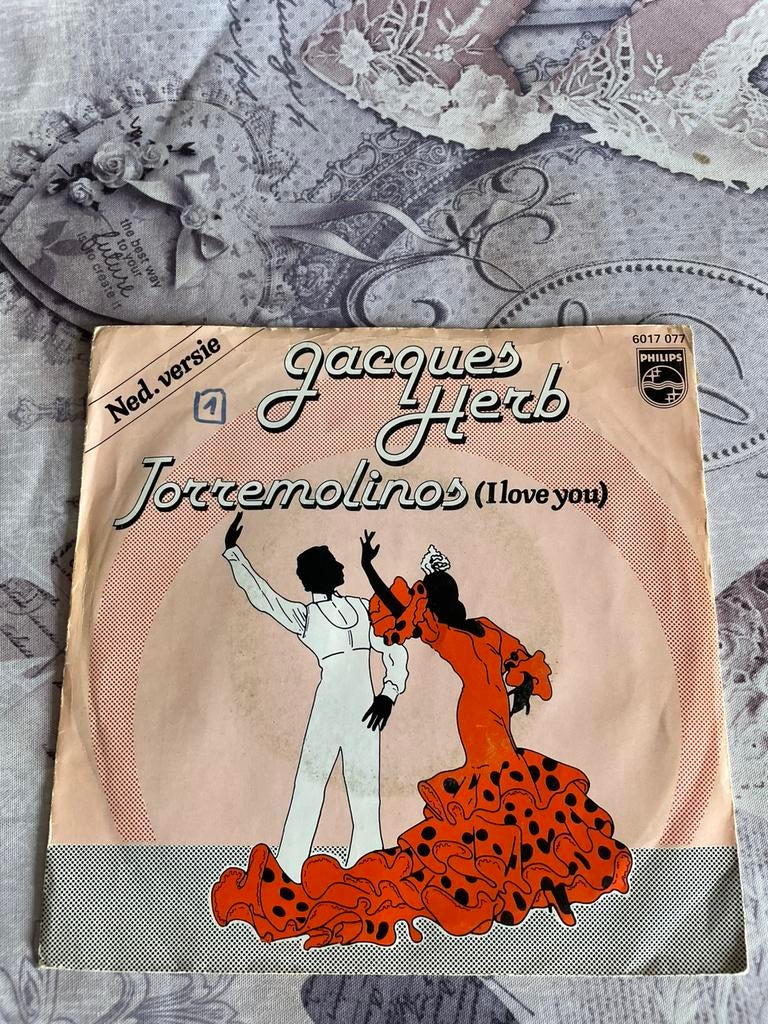 the best way
to your
future
is to create it
Ned. versie
1
Jacques
Herb
6017 077
PHILIPS
Torremolinos (I love you)